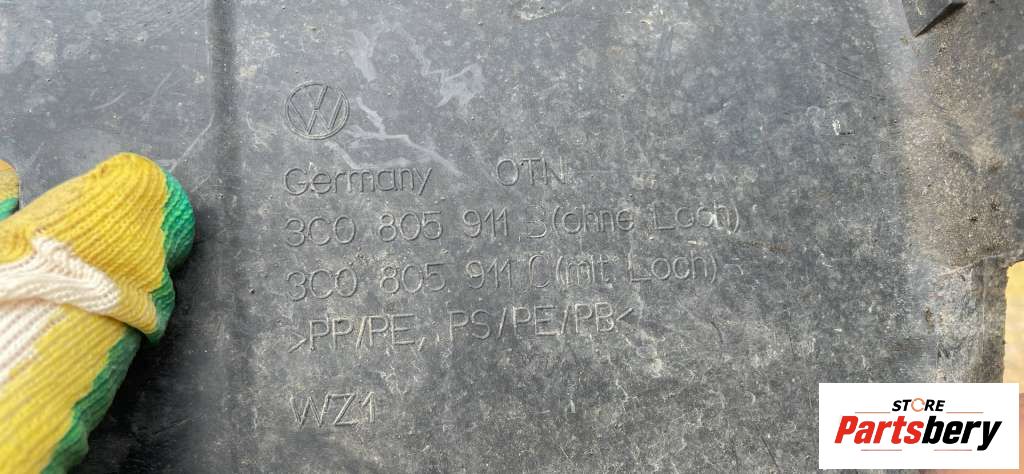 Germany OTN
3C0 805 911 B(ohne Loch)
3C0 805 911 C(mit Loch)
>PP/PE, PS/PE/PB<
WZ1
STORE
Partsbery